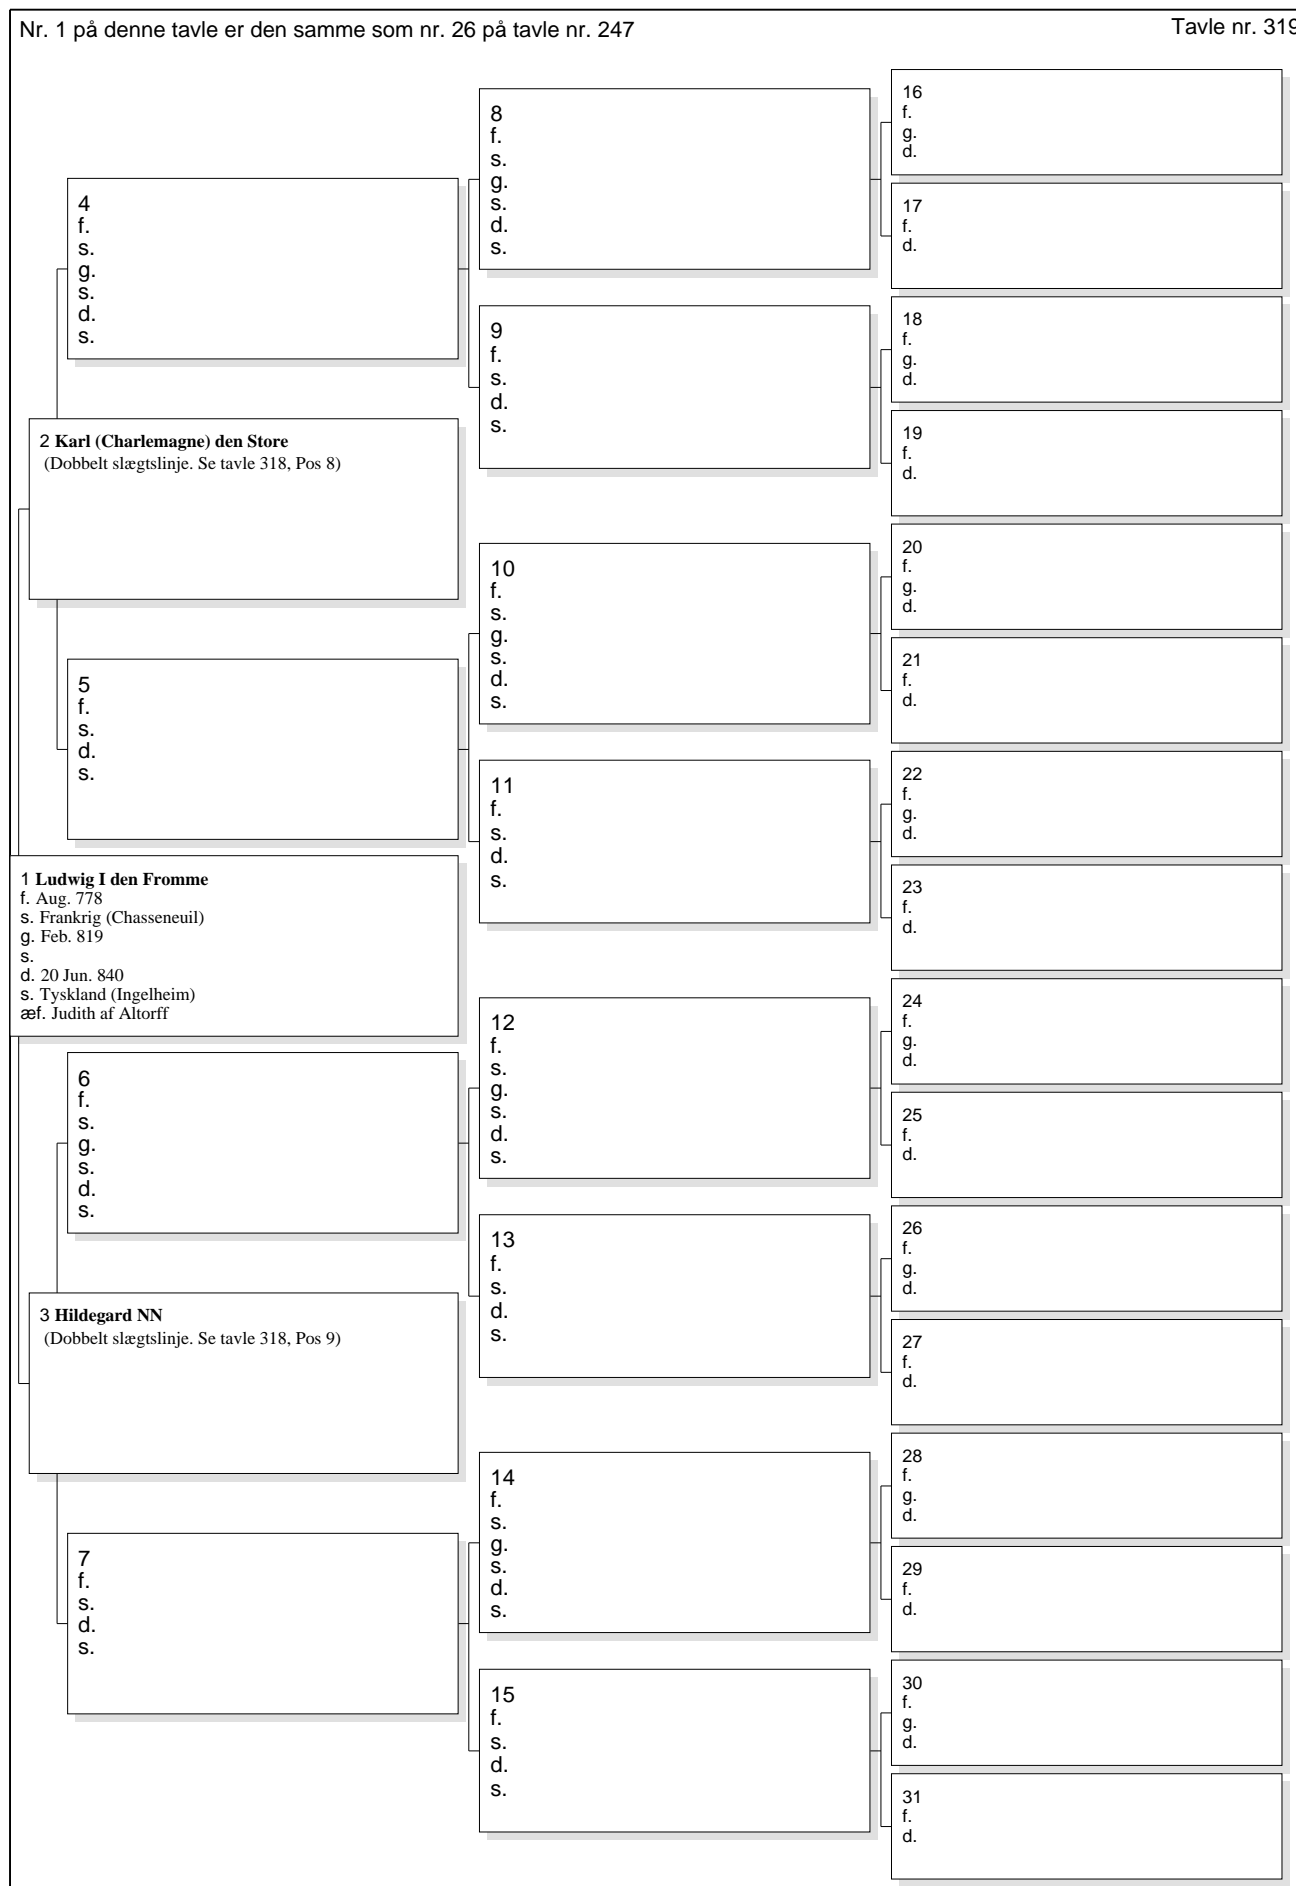 Nr. 1 på denne tavle er den samme som nr. 26 på tavle nr. 247
Tavle nr. 319
16
f.
g.
d.
8
f.
s.
g.
s.
d.
s.
17
f.
d.
4
f.
s.
g.
s.
d.
s.
18
f.
g.
d.
9
f.
s.
d.
s.
19
f.
d.
2 Karl (Charlemagne) den Store
(Dobbelt slægtslinje. Se tavle 318, Pos 8)
20
f.
g.
d.
10
f.
s.
g.
s.
d.
s.
21
f.
d.
5
f.
s.
d.
s.
22
f.
g.
d.
11
f.
s.
d.
s.
23
f.
d.
1 Ludwig I den Fromme
f. Aug. 778
s. Frankrig (Chasseneuil)
g. Feb. 819
s.
d. 20 Jun. 840
s. Tyskland (Ingelheim)
æf. Judith af Altorff
24
f.
g.
d.
12
f.
s.
g.
s.
d.
s.
25
f.
d.
6
f.
s.
g.
s.
d.
s.
26
f.
g.
d.
13
f.
s.
d.
s.
27
f.
d.
3 Hildegard NN
(Dobbelt slægtslinje. Se tavle 318, Pos 9)
28
f.
g.
d.
14
f.
s.
g.
s.
d.
s.
29
f.
d.
7
f.
s.
d.
s.
30
f.
g.
d.
15
f.
s.
d.
s.
31
f.
d.